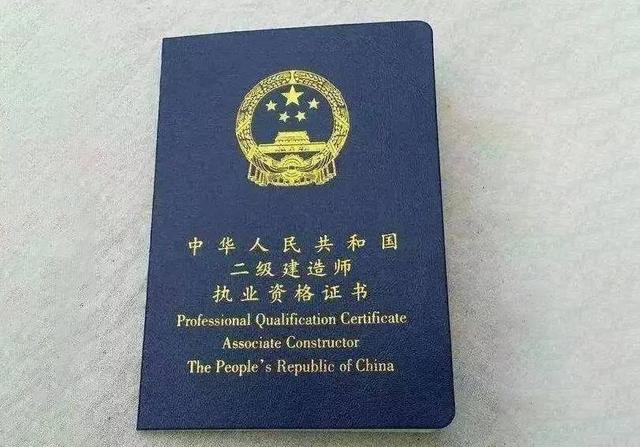 中华人民共和国
二级建造师
执业资格证书
Professional Qualification Certificate
Associate Constructor
The People's Republic of China